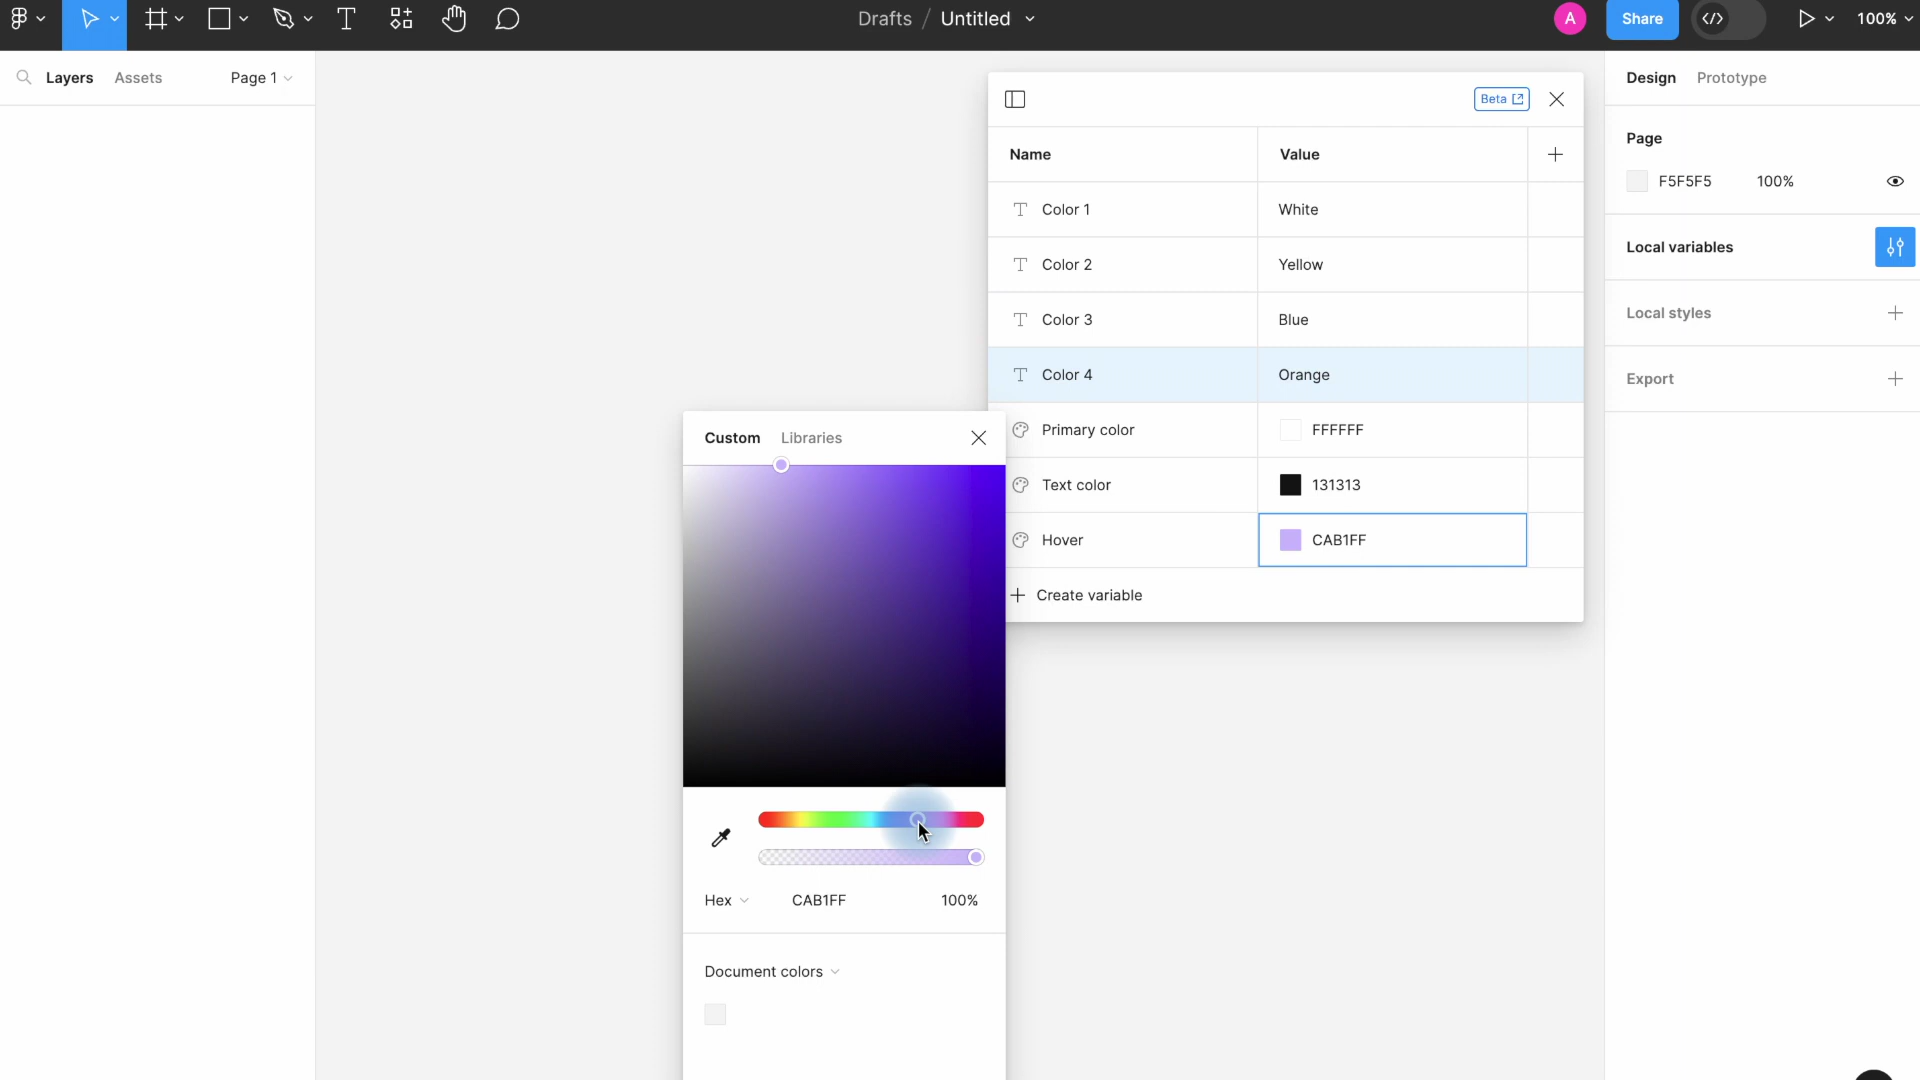 Drafts / Untitled
A
Share
100%
Layers
Assets
Page 1
Beta
Design
Prototype
Name
Value
Color 1
White
Color 2
Yellow
Color 3
Blue
Color 4
Orange
Primary color
FFFFFF
Text color
131313
Hover
CAB1FF
Create variable
Page
F5F5F5
100%
Local variables
Local styles
Export
Custom
Libraries
Hex
CAB1FF
100%
Document colors